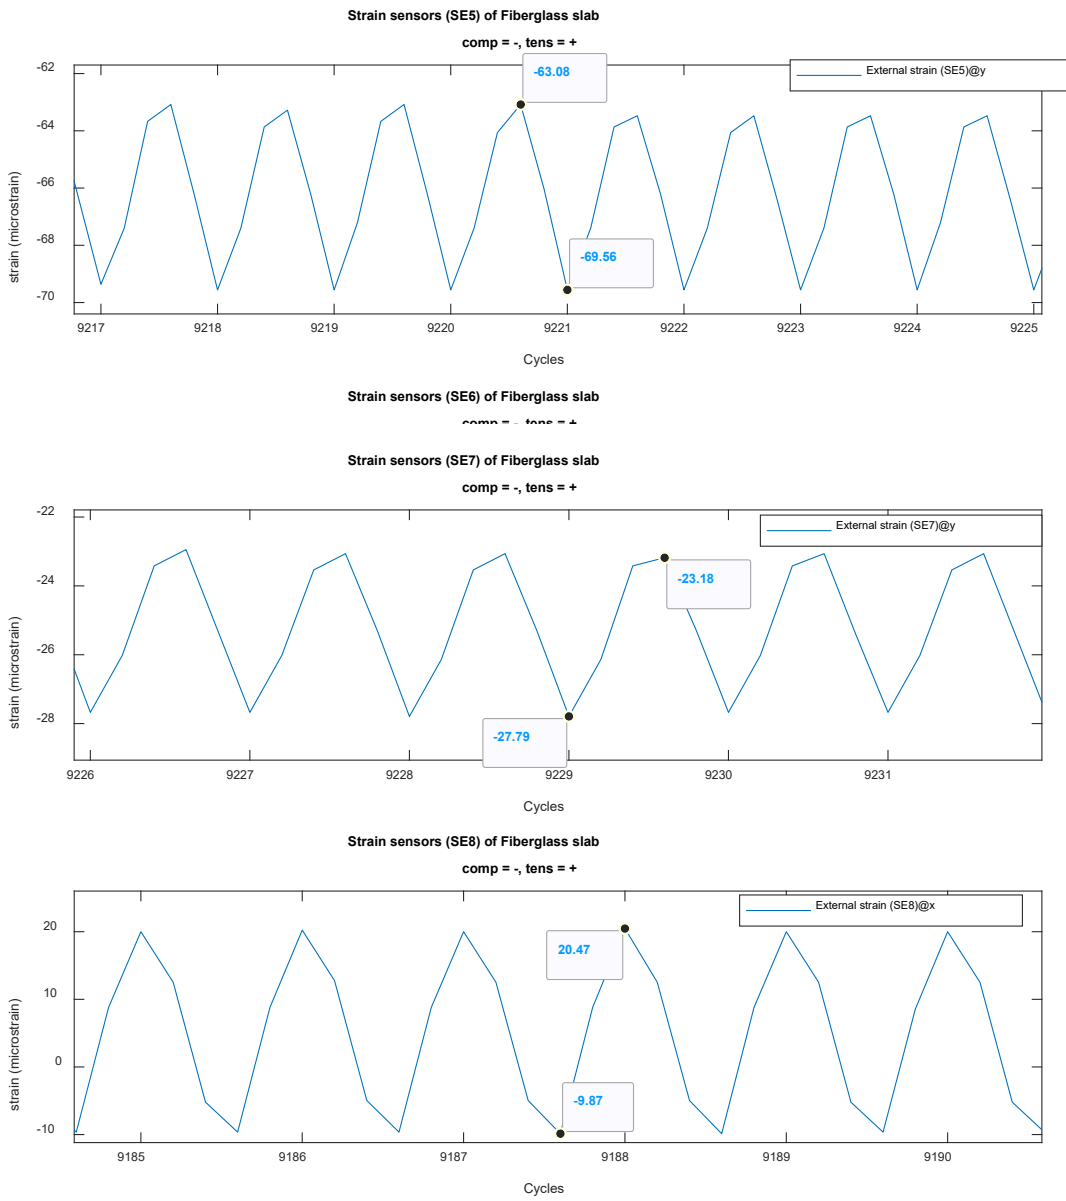 Strain sensors (SE5) of Fiberglass slab
comp = -, tens = +
External strain (SE5)@y
-63.08
-69.56
-62
-64
-66
-68
-70
strain (microstrain)
9217 9218 9219 9220 9221 9222 9223 9224 9225
Cycles
Strain sensors (SE6) of Fiberglass slab
comp = -, tens = +
Strain sensors (SE7) of Fiberglass slab
comp = -, tens = +
External strain (SE7)@y
-23.18
-27.79
-22
-24
-26
-28
strain (microstrain)
9226 9227 9228 9229 9230 9231
Cycles
Strain sensors (SE8) of Fiberglass slab
comp = -, tens = +
External strain (SE8)@x
20.47
-9.87
20
10
0
-10
strain (microstrain)
9185 9186 9187 9188 9189 9190
Cycles